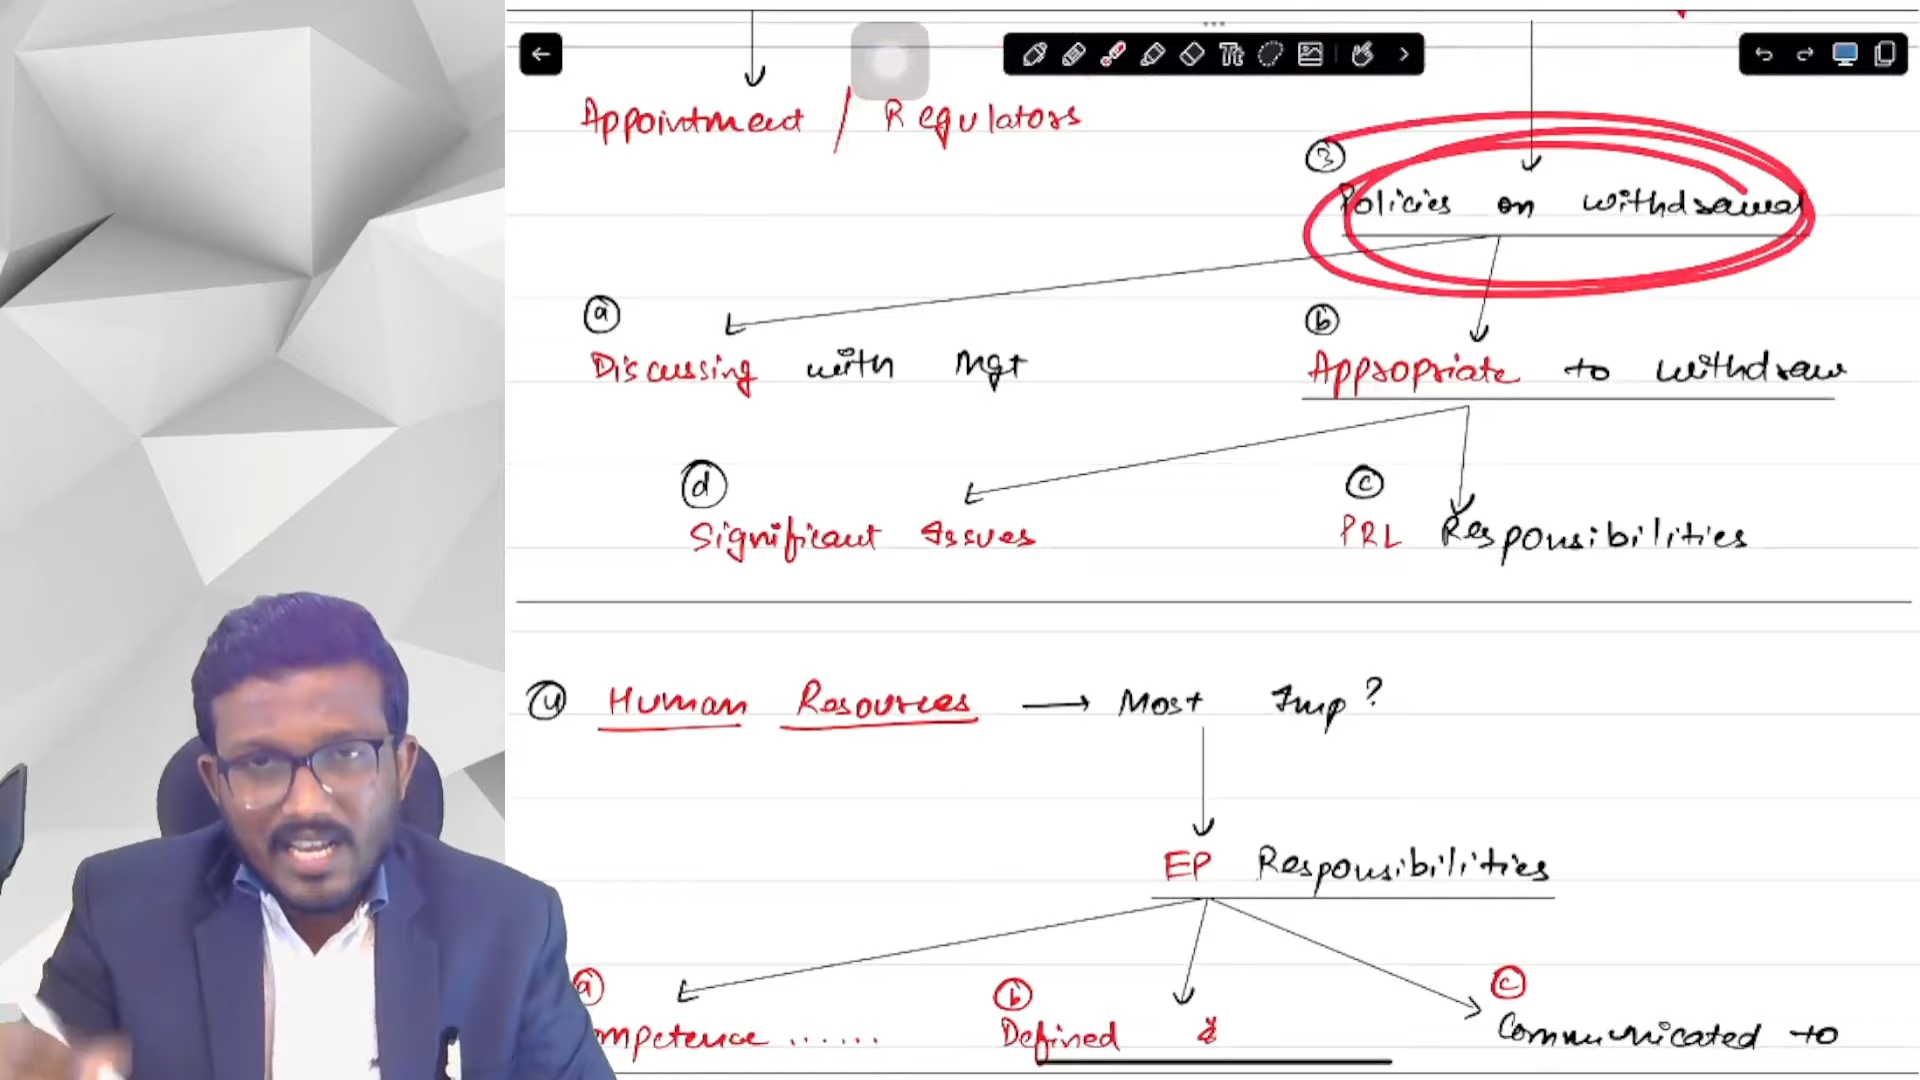 Appointment / Regulators
③
Policies on withdrawal
ⓐ ⓑ
Discussing with Mgt Appropriate to withdraw
ⓓ ⓒ
Significant Issues PRL Responsibilities
④ Human Resources → Most Imp?
EP Responsibilities
ⓐ ⓑ ⓒ
ompetence ...... Defined & Communicated to